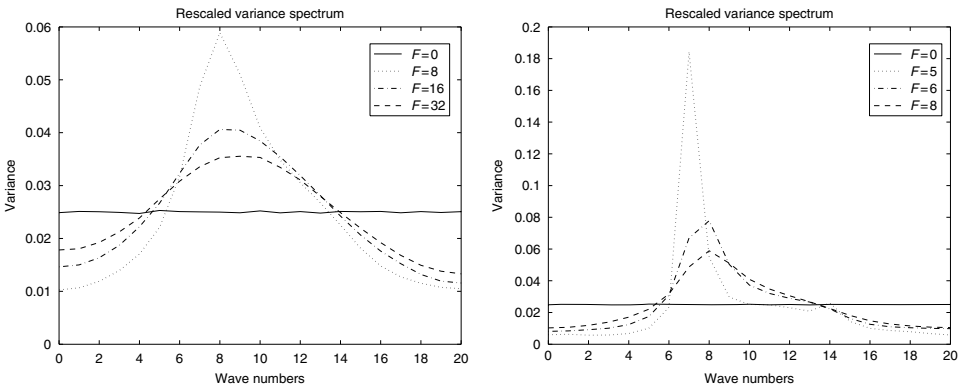 Rescaled variance spectrum
0.06
0.05
0.04
0.03
0.02
0.01
0
Variance
F=0
F=8
F=16
F=32
0 2 4 6 8 10 12 14 16 18 20
Wave numbers
Rescaled variance spectrum
0.2
0.18
0.16
0.14
0.12
0.1
0.08
0.06
0.04
0.02
0
Variance
F=0
F=5
F=6
F=8
0 2 4 6 8 10 12 14 16 18 20
Wave numbers